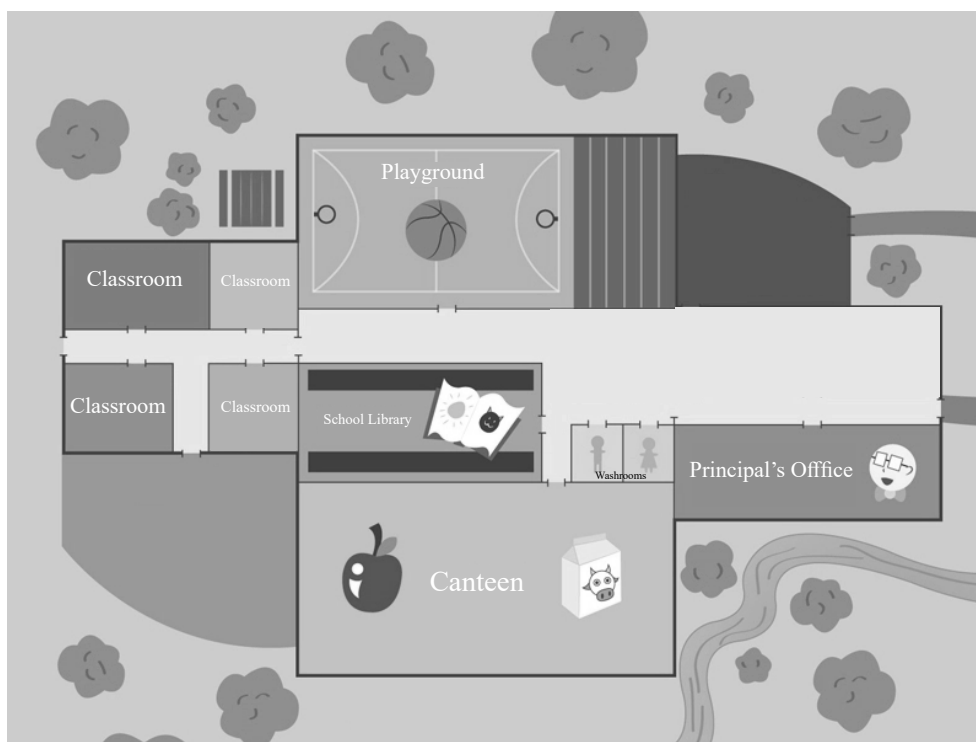 Playground
Classroom
Classroom
Classroom
Classroom
School Library
Washrooms
Principal's Offfice
Canteen